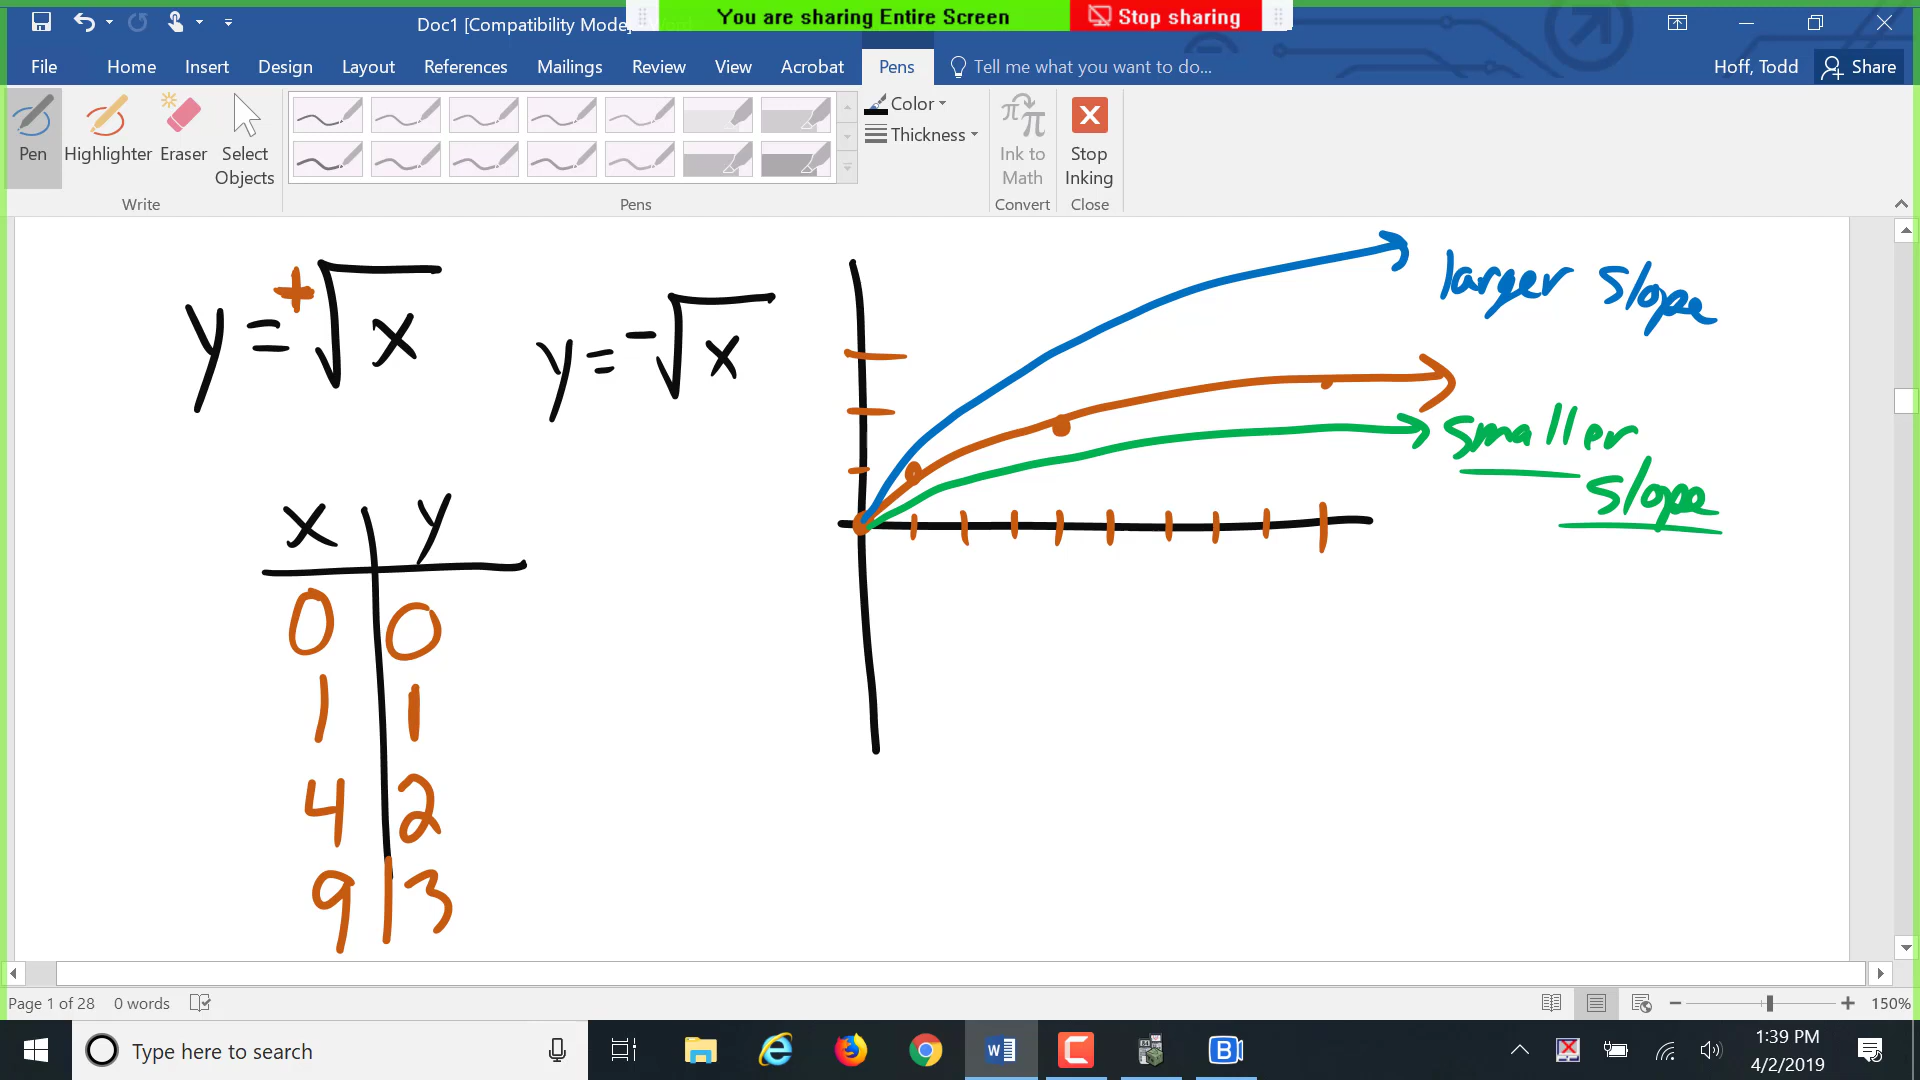 You are sharing Entire Screen
Stop sharing
Doc1 [Compatibility Mode]
File Home Insert Design Layout References Mailings Review View Acrobat Pens Tell me what you want to do... Hoff, Todd Share
Pen Highlighter Eraser Select Objects
Color
Thickness
Ink to Math
Stop Inking
Write Pens Convert Close
y = +√x
y = -√x
larger slope
smaller
slope
x y
0 0
1 1
4 2
9 3
Page 1 of 28 0 words
150%
Type here to search
1:39 PM
4/2/2019